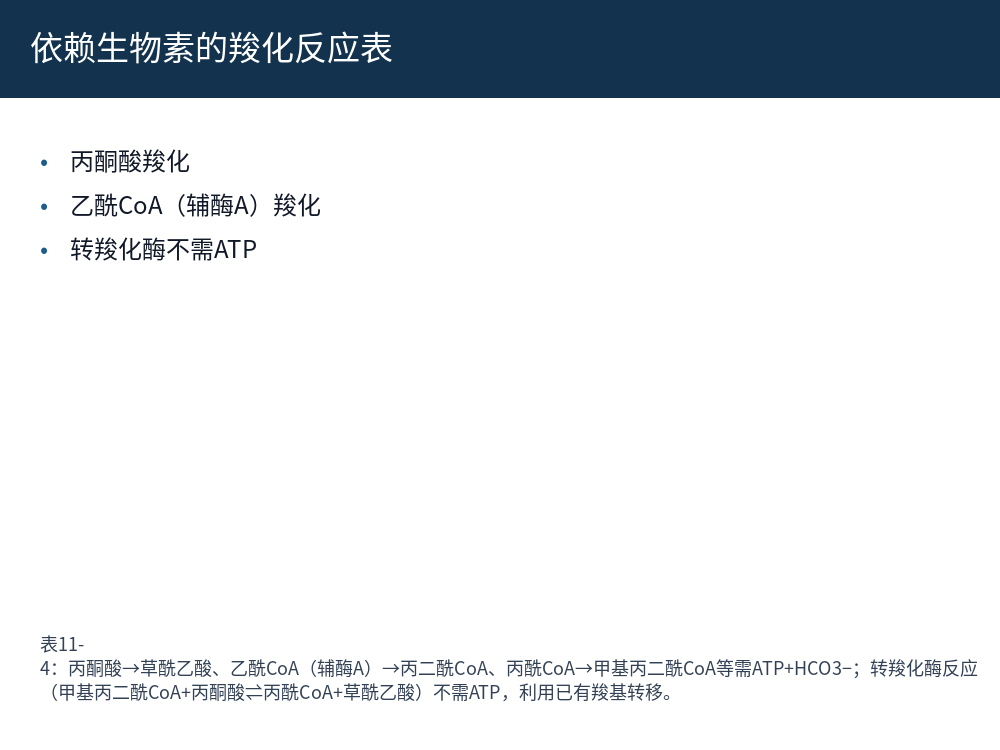 依赖生物素的羧化反应表
• 丙酮酸羧化
• 乙酰CoA（辅酶A）羧化
• 转羧化酶不需ATP
表11-
4：丙酮酸→草酰乙酸、乙酰CoA（辅酶A）→丙二酰CoA、丙酰CoA→甲基丙二酰CoA等需ATP+HCO3−；转羧化酶反应
（甲基丙二酰CoA+丙酮酸⇌丙酰CoA+草酰乙酸）不需ATP，利用已有羧基转移。